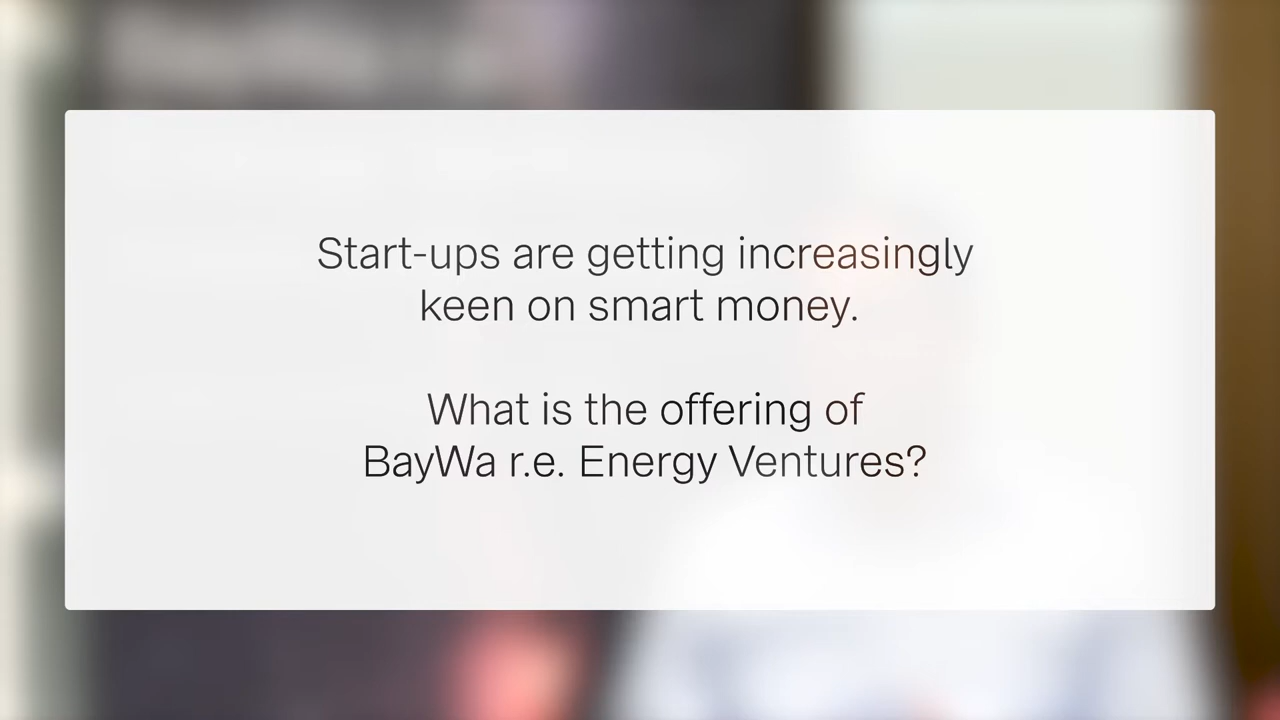 Start-ups are getting increasingly
keen on smart money.
What is the offering of
BayWa r.e. Energy Ventures?